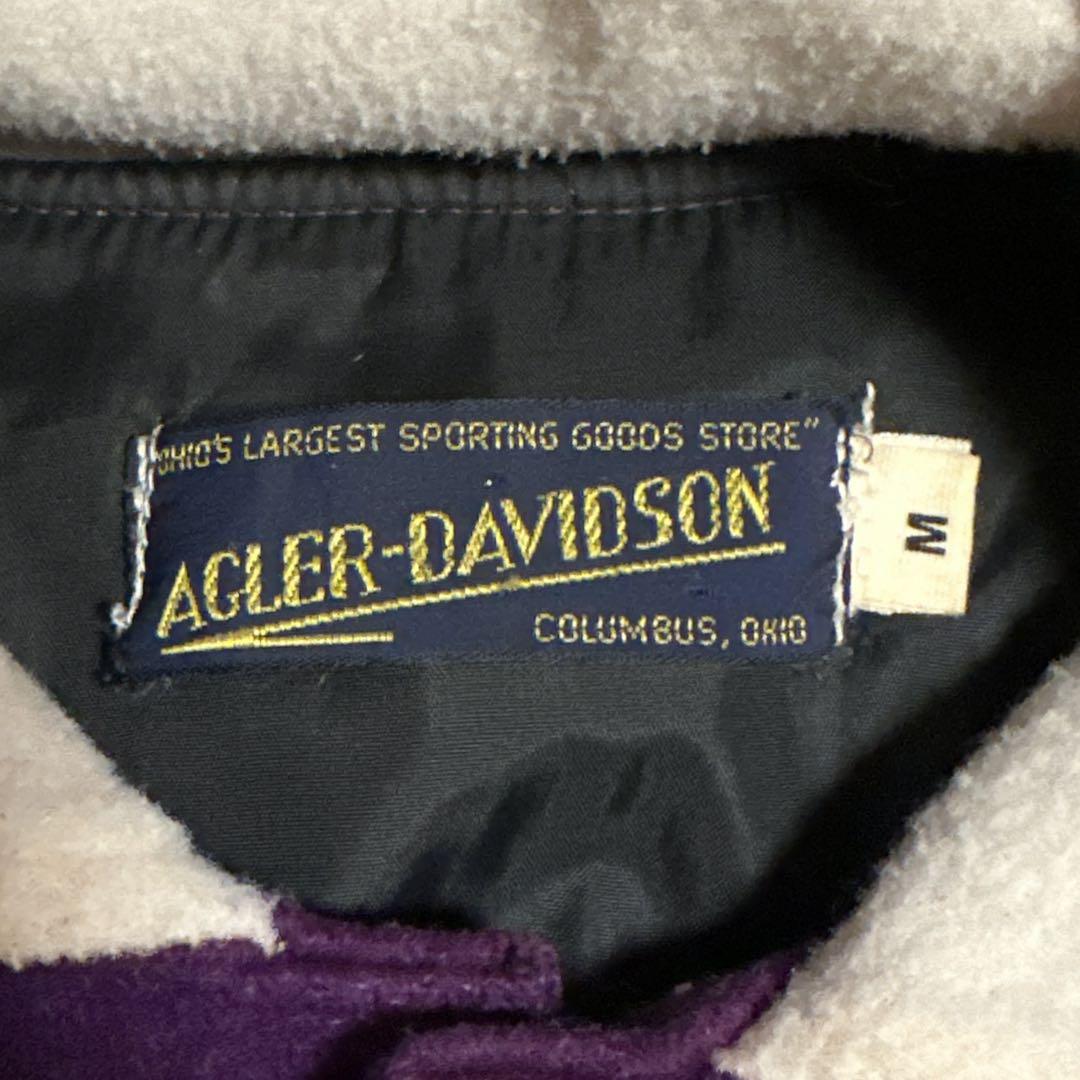 "OHIO'S LARGEST SPORTING GOODS STORE"
AGLER-DAVIDSON
COLUMBUS, OHIO
M